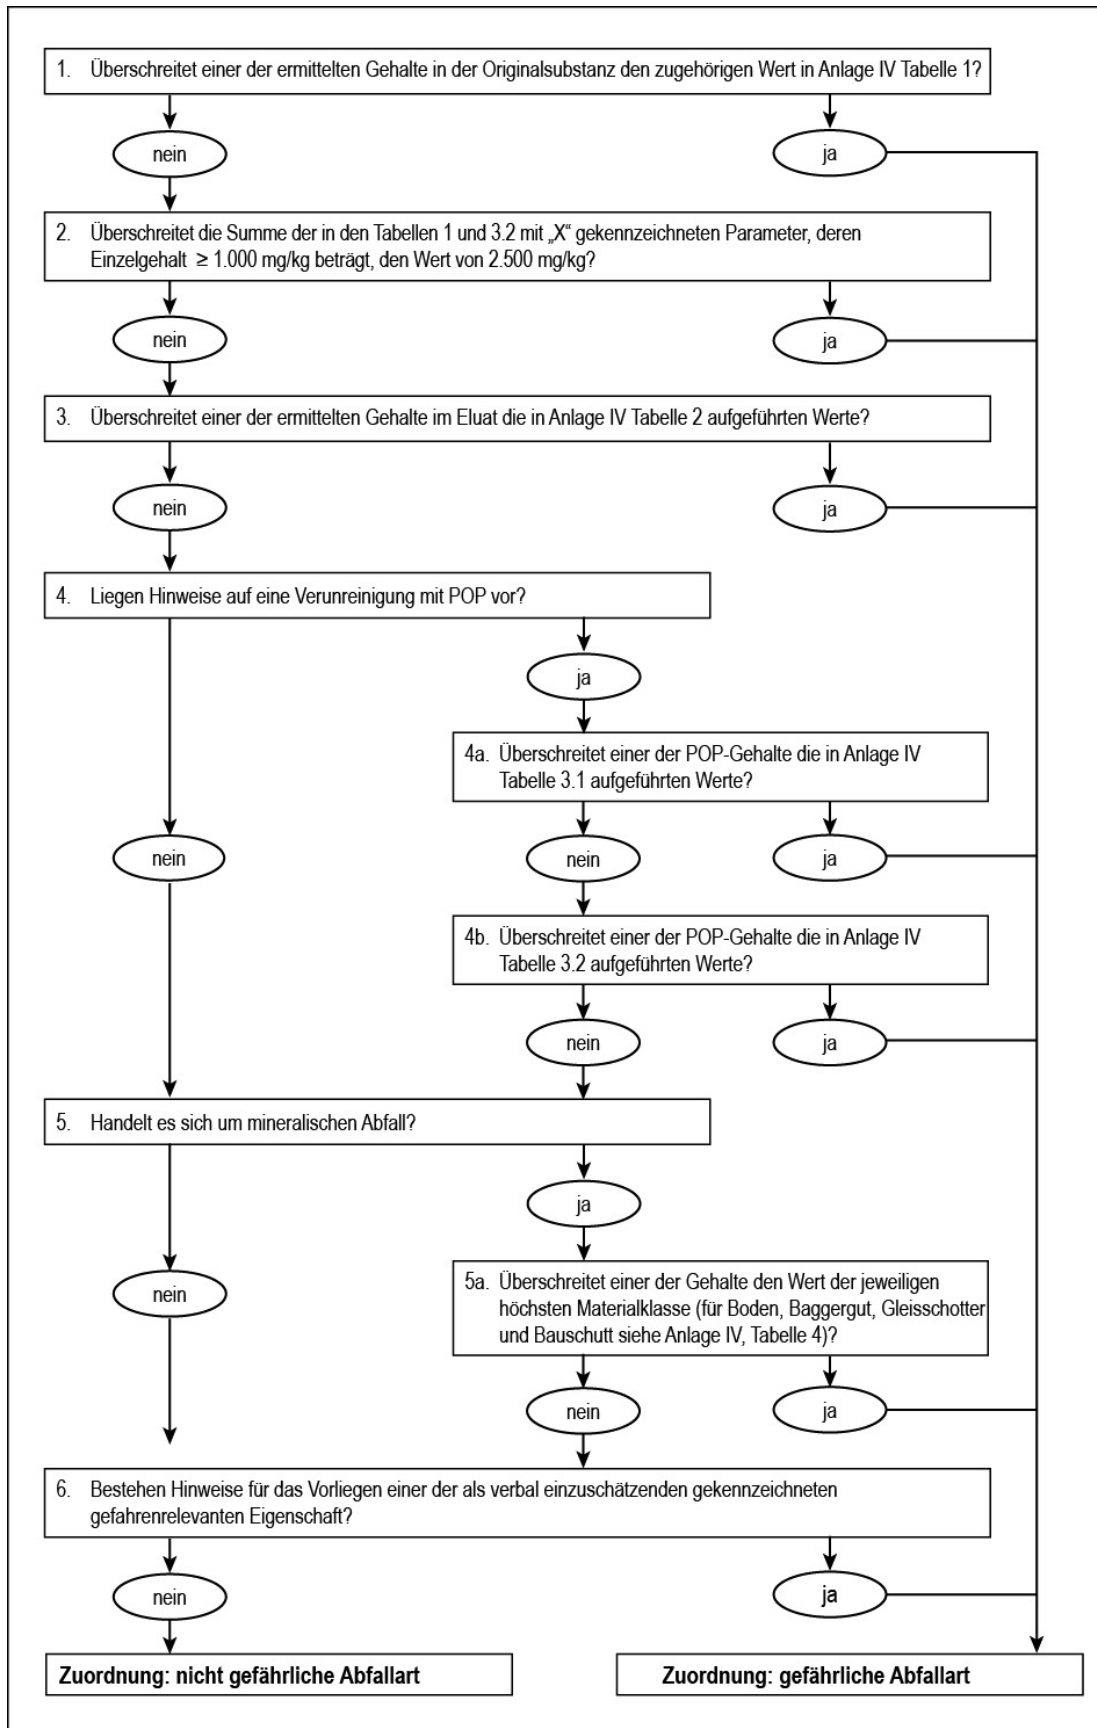 1. Überschreitet einer der ermittelten Gehalte in der Originalsubstanz den zugehörigen Wert in Anlage IV Tabelle 1?
nein
ja
2. Überschreitet die Summe der in den Tabellen 1 und 3.2 mit „X“ gekennzeichneten Parameter, deren
Einzelgehalt ≥ 1.000 mg/kg beträgt, den Wert von 2.500 mg/kg?
nein
ja
3. Überschreitet einer der ermittelten Gehalte im Eluat die in Anlage IV Tabelle 2 aufgeführten Werte?
nein
ja
4. Liegen Hinweise auf eine Verunreinigung mit POP vor?
ja
4a. Überschreitet einer der POP-Gehalte die in Anlage IV
Tabelle 3.1 aufgeführten Werte?
nein
nein
ja
4b. Überschreitet einer der POP-Gehalte die in Anlage IV
Tabelle 3.2 aufgeführten Werte?
nein
ja
5. Handelt es sich um mineralischen Abfall?
ja
5a. Überschreitet einer der Gehalte den Wert der jeweiligen
höchsten Materialklasse (für Boden, Baggergut, Gleisschotter
und Bauschutt siehe Anlage IV, Tabelle 4)?
nein
nein
ja
6. Bestehen Hinweise für das Vorliegen einer der als verbal einzuschätzenden gekennzeichneten
gefahrenrelevanten Eigenschaft?
nein
ja
Zuordnung: nicht gefährliche Abfallart
Zuordnung: gefährliche Abfallart